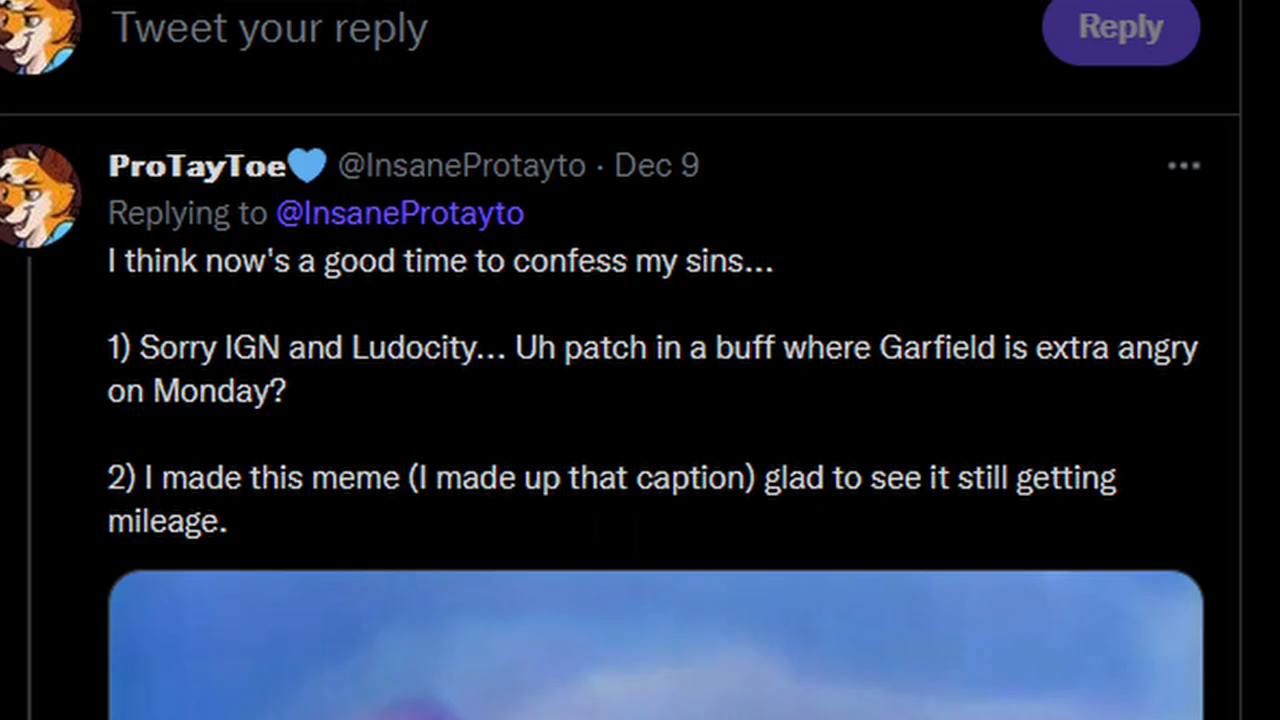 Tweet your reply
Reply
ProTayToe💙 @InsaneProtayto · Dec 9
Replying to @InsaneProtayto
I think now's a good time to confess my sins...
1) Sorry IGN and Ludocity... Uh patch in a buff where Garfield is extra angry
on Monday?
2) I made this meme (I made up that caption) glad to see it still getting
mileage.